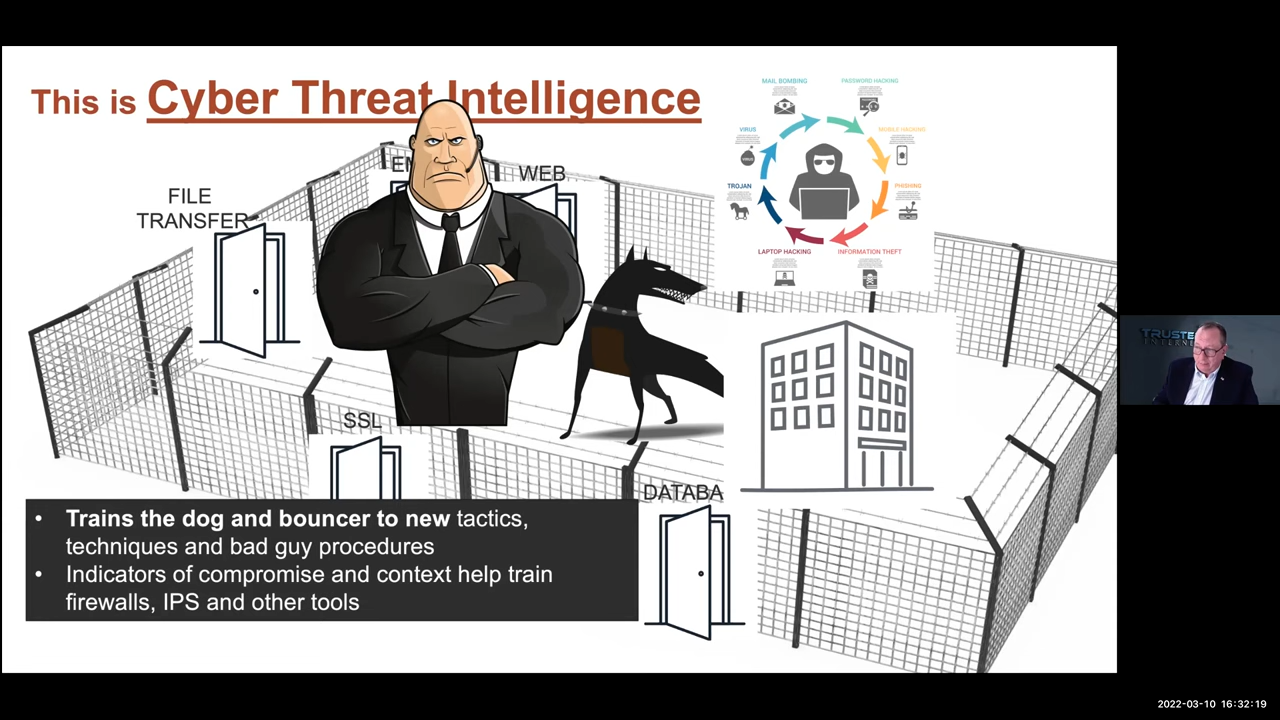 This is Cyber Threat Intelligence
MAIL BOMBING
PASSWORD HACKING
VIRUS
MOBILE HACKING
VIRUS
TROJAN
PHISHING
LAPTOP HACKING
INFORMATION THEFT
WEB
FILE
TRANSFER
SSL
DATABA
• Trains the dog and bouncer to new tactics,
techniques and bad guy procedures
• Indicators of compromise and context help train
firewalls, IPS and other tools
TRUSTE
2022-03-10 16:32:19